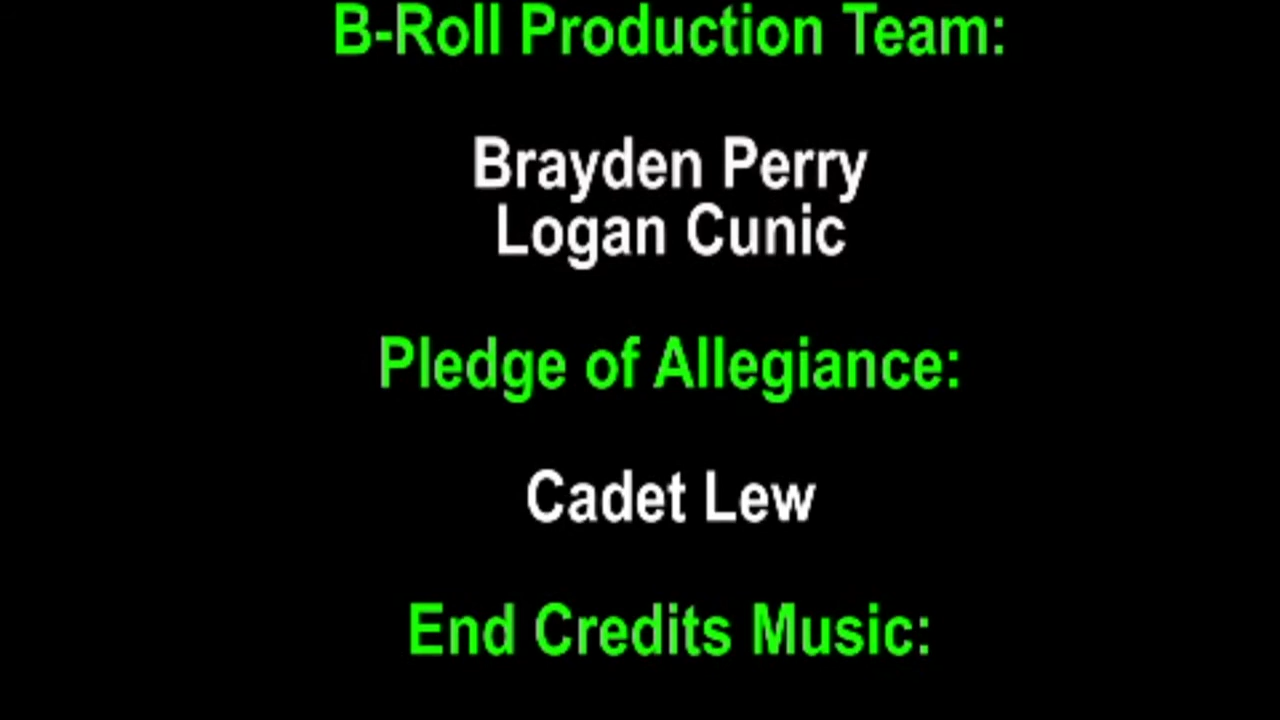 B-Roll Production Team:
Brayden Perry
Logan Cunic
Pledge of Allegiance:
Cadet Lew
End Credits Music: